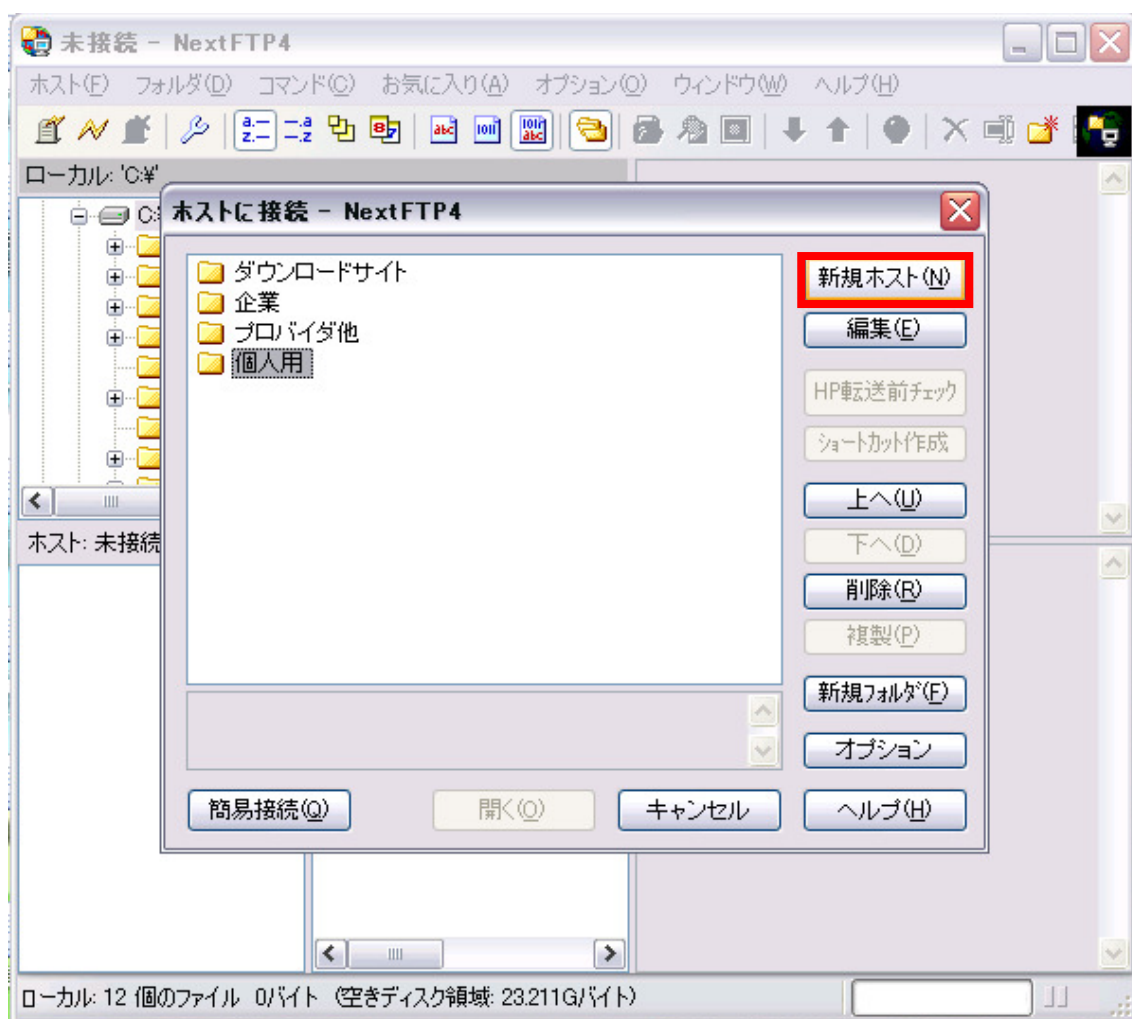 未接続 - NextFTP4
ホスト(F) フォルダ(D) コマンド(C) お気に入り(A) オプション(O) ウィンドウ(W) ヘルプ(H)
ローカル: 'C:¥'
C:
ホストに接続 - NextFTP4
ダウンロードサイト
企業
プロバイダ他
個人用
新規ホスト(N)
編集(E)
HP転送前チェック
ショートカット作成
上へ(U)
下へ(D)
削除(R)
複製(P)
新規フォルダ(F)
オプション
簡易接続(Q) 開く(O) キャンセル ヘルプ(H)
ホスト: 未接続
ローカル: 12 個のファイル 0バイト (空きディスク領域: 23.211Gバイト)